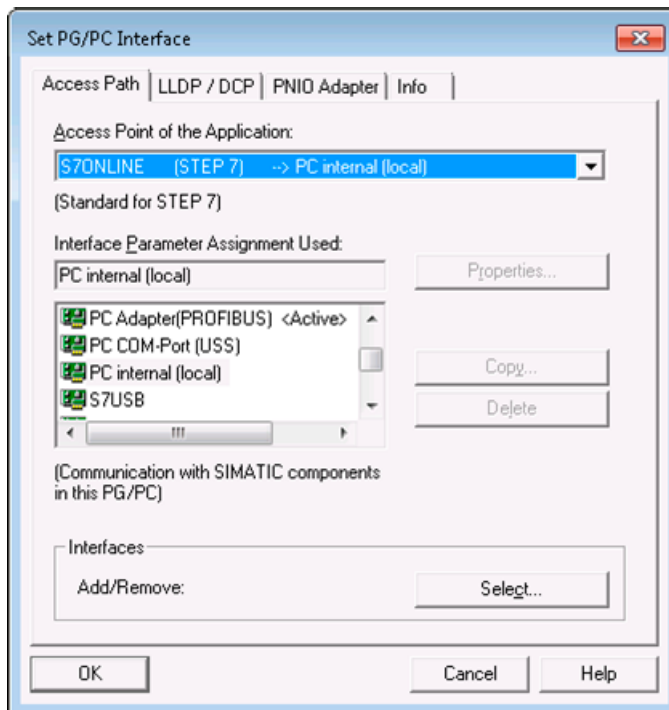 Set PG/PC Interface
Access Path LLDP / DCP PNIO Adapter Info
Access Point of the Application:
S7ONLINE (STEP 7) --> PC internal (local)
(Standard for STEP 7)
Interface Parameter Assignment Used:
PC internal (local)
Properties...
PC Adapter(PROFIBUS) <Active>
PC COM-Port (USS)
PC internal (local)
Copy...
S7USB
Delete
(Communication with SIMATIC components
in this PG/PC)
Interfaces
Add/Remove:
Select...
OK
Cancel
Help